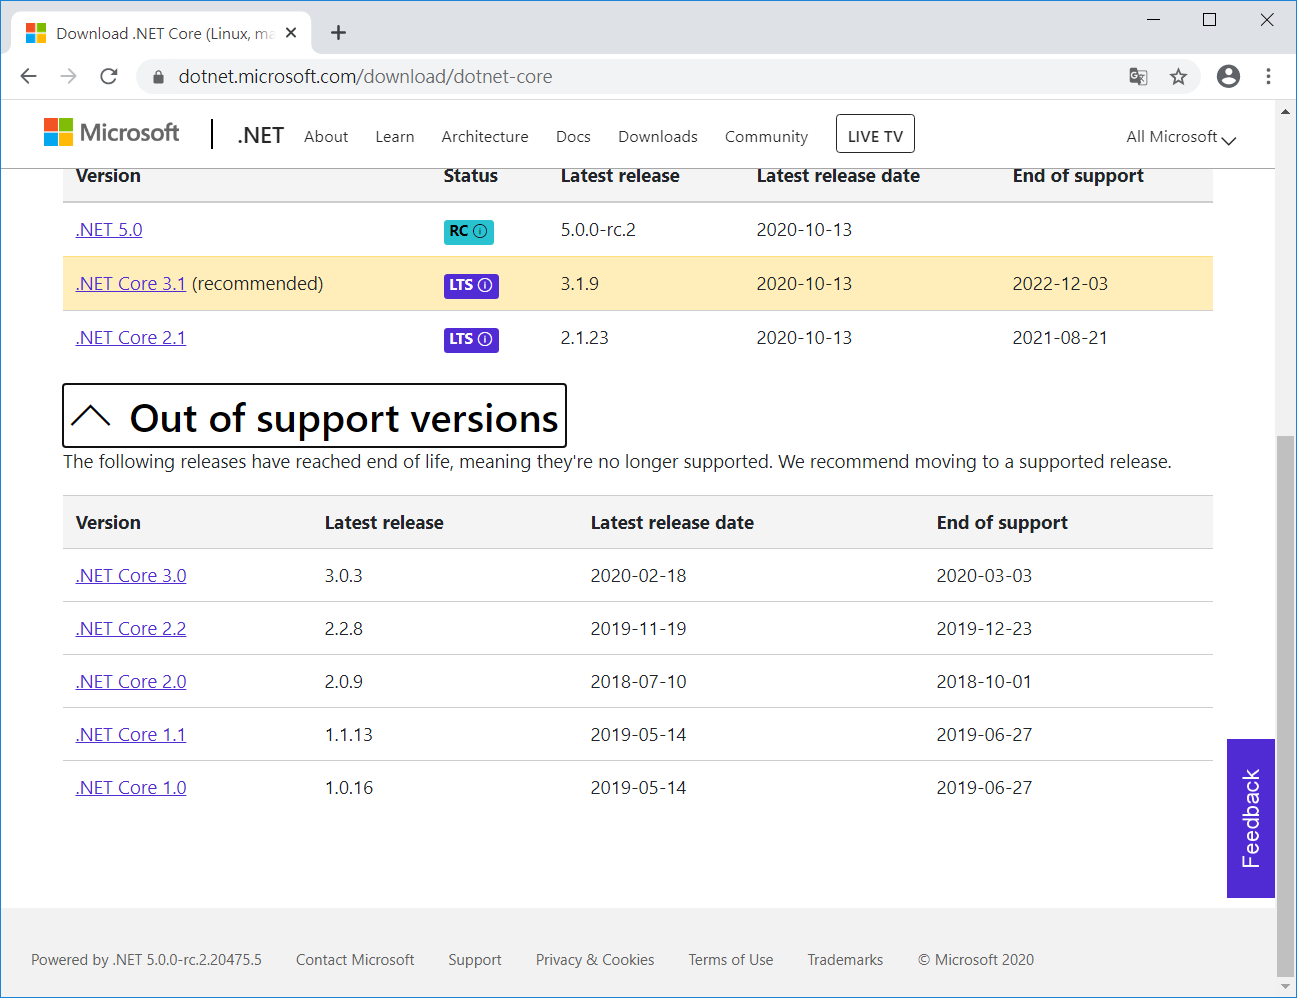 Download .NET Core (Linux, ma
dotnet.microsoft.com/download/dotnet-core
Microsoft .NET About Learn Architecture Docs Downloads Community LIVE TV All Microsoft
Version Status Latest release Latest release date End of support
.NET 5.0 RC 5.0.0-rc.2 2020-10-13
.NET Core 3.1 (recommended) LTS 3.1.9 2020-10-13 2022-12-03
.NET Core 2.1 LTS 2.1.23 2020-10-13 2021-08-21
Out of support versions
The following releases have reached end of life, meaning they're no longer supported. We recommend moving to a supported release.
Version Latest release Latest release date End of support
.NET Core 3.0 3.0.3 2020-02-18 2020-03-03
.NET Core 2.2 2.2.8 2019-11-19 2019-12-23
.NET Core 2.0 2.0.9 2018-07-10 2018-10-01
.NET Core 1.1 1.1.13 2019-05-14 2019-06-27
.NET Core 1.0 1.0.16 2019-05-14 2019-06-27
Feedback
Powered by .NET 5.0.0-rc.2.20475.5 Contact Microsoft Support Privacy & Cookies Terms of Use Trademarks © Microsoft 2020